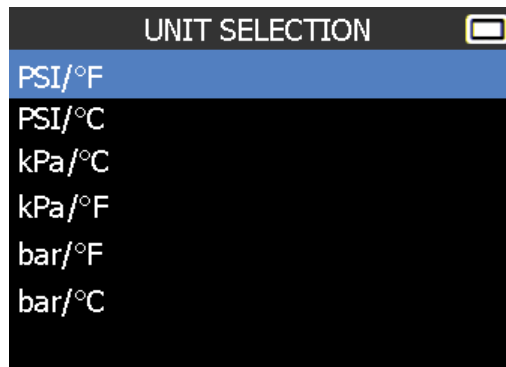 UNIT SELECTION
PSI/°F
PSI/°C
kPa/°C
kPa/°F
bar/°F
bar/°C